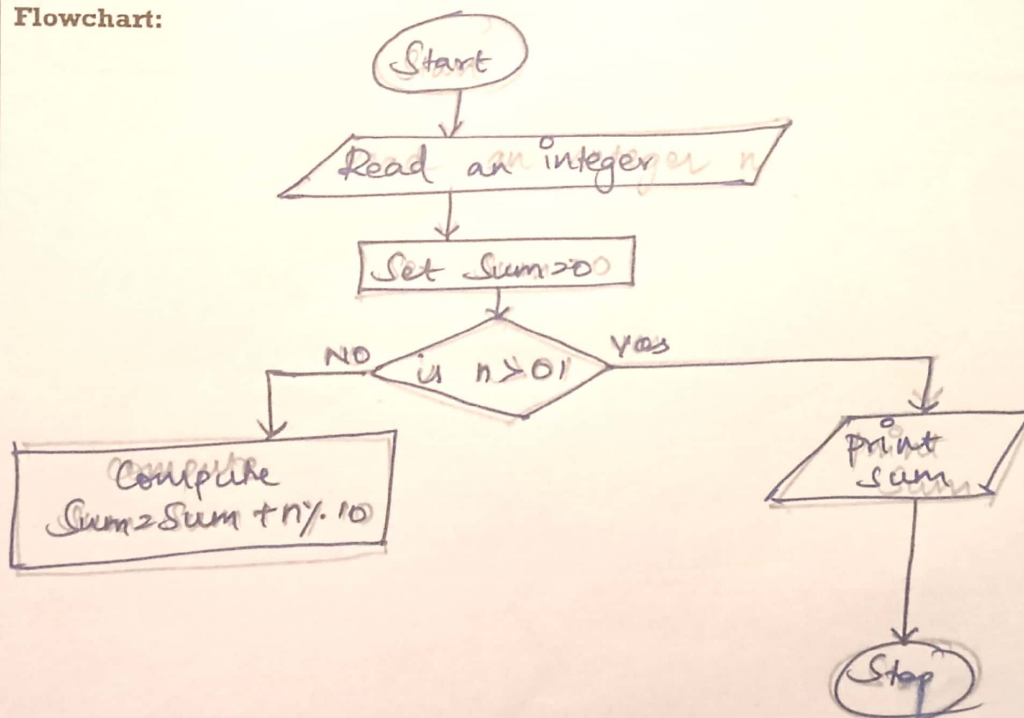 Flowchart:
Start
Read an integer n
Set Sum=0
is n>0
NO
Yes
Compute
Sum=Sum+n%10
print
sum
Stop